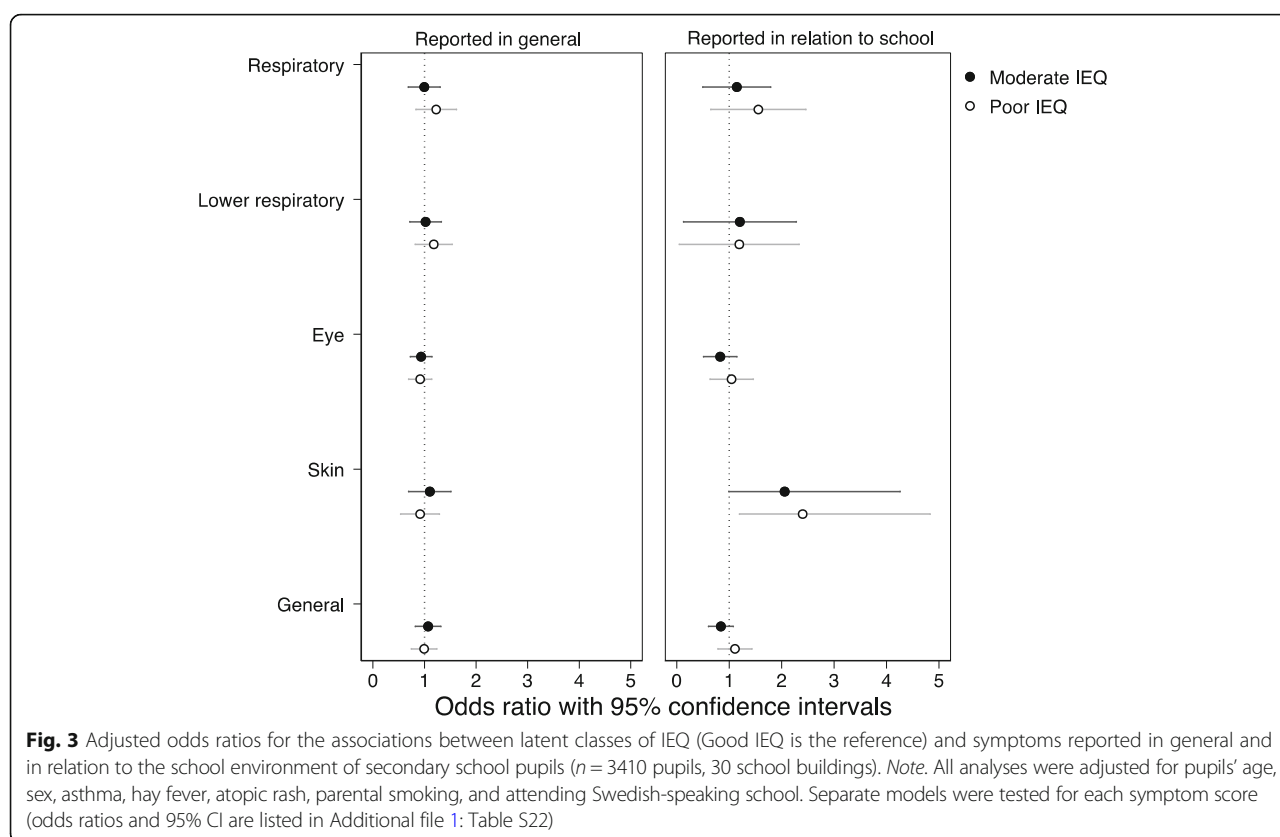 Reported in general
Reported in relation to school
Respiratory
Moderate IEQ
Poor IEQ
Lower respiratory
Eye
Skin
General
0 1 2 3 4 5
0 1 2 3 4 5
Odds ratio with 95% confidence intervals
Fig. 3 Adjusted odds ratios for the associations between latent classes of IEQ (Good IEQ is the reference) and symptoms reported in general and
in relation to the school environment of secondary school pupils (n = 3410 pupils, 30 school buildings). Note. All analyses were adjusted for pupils’ age,
sex, asthma, hay fever, atopic rash, parental smoking, and attending Swedish-speaking school. Separate models were tested for each symptom score
(odds ratios and 95% CI are listed in Additional file 1: Table S22)